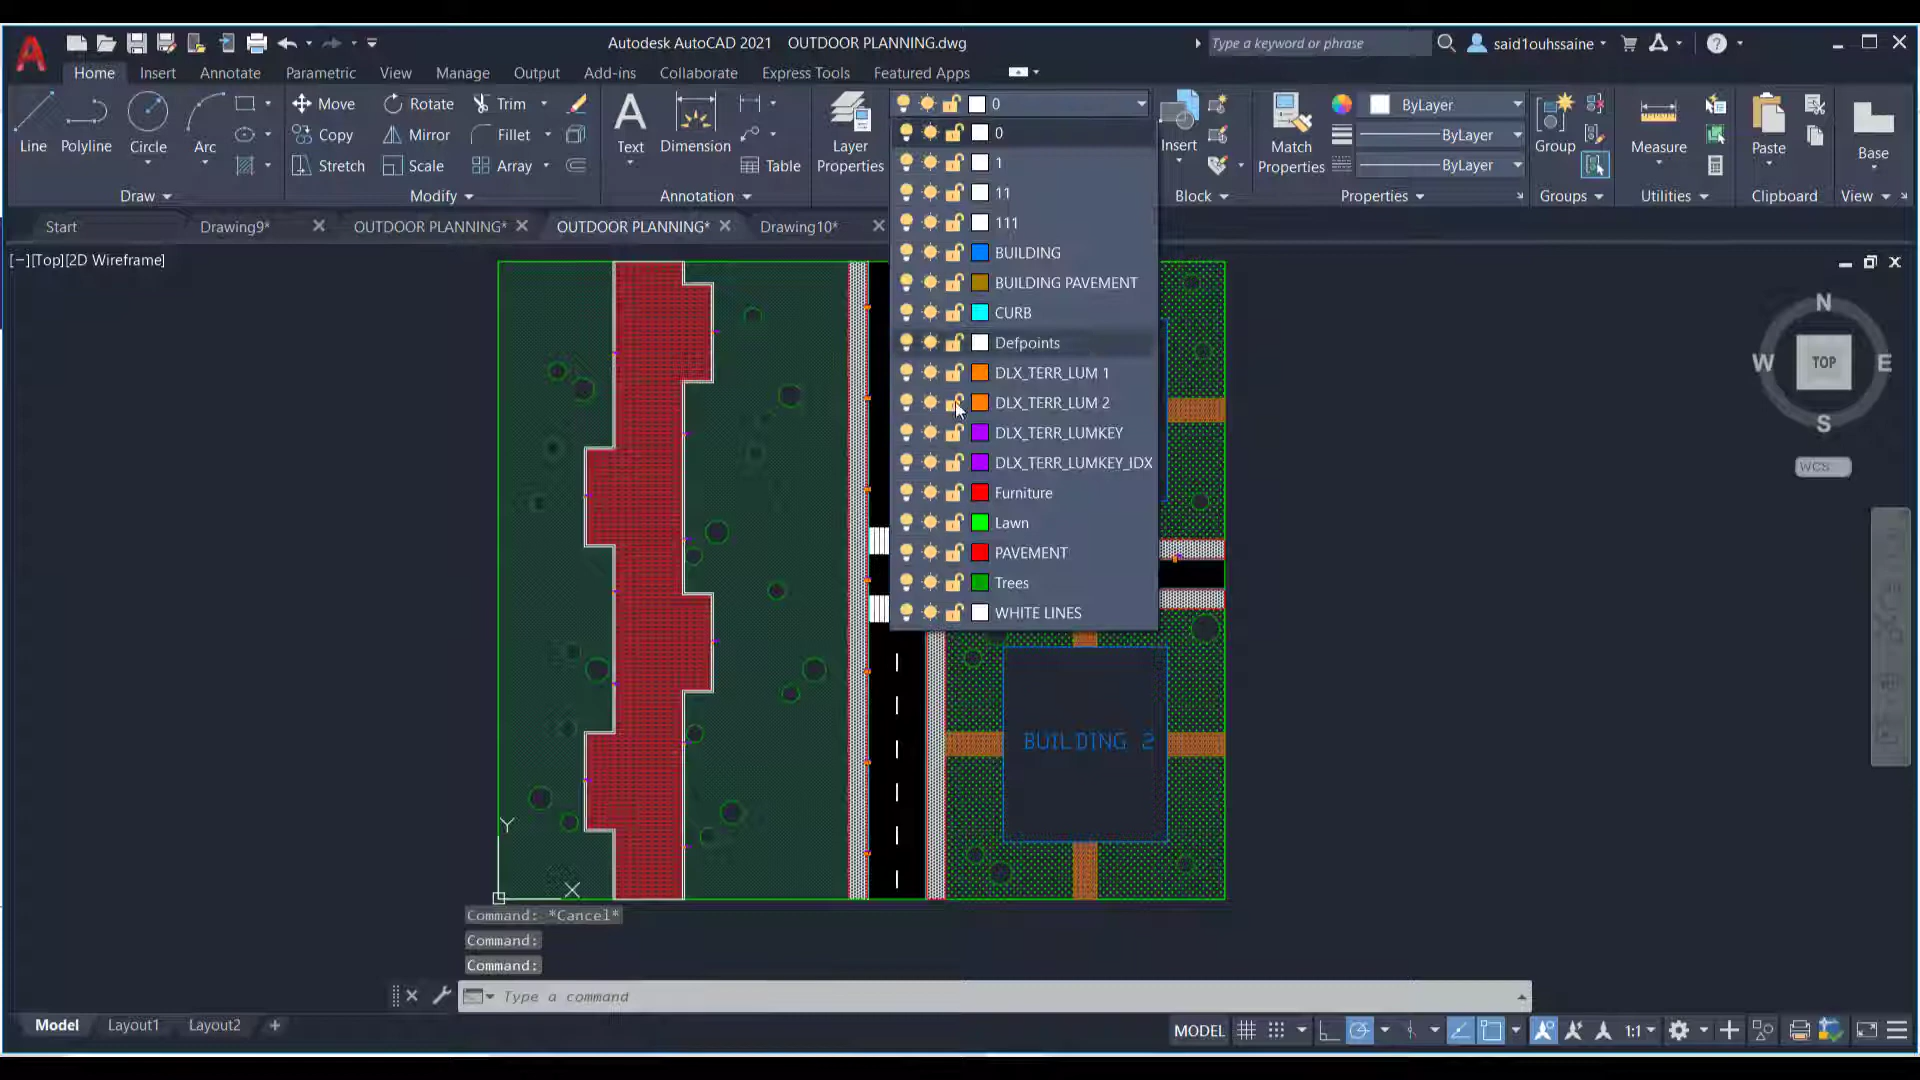 Autodesk AutoCAD 2021 OUTDOOR PLANNING.dwg
Type a keyword or phrase
said1ouhssaine
Home Insert Annotate Parametric View Manage Output Add-ins Collaborate Express Tools Featured Apps
Line Polyline Circle Arc
Move Rotate Trim
Copy Mirror Fillet
Stretch Scale Array
Text Dimension Table
Layer Properties
0
Insert
Match Properties
ByLayer
ByLayer
ByLayer
Group
Measure
Paste
Base
Draw Modify Annotation Block Properties Groups Utilities Clipboard View
Start Drawing9* OUTDOOR PLANNING* OUTDOOR PLANNING* Drawing10*
[−][Top][2D Wireframe]
0
1
11
111
BUILDING
BUILDING PAVEMENT
CURB
Defpoints
DLX_TERR_LUM 1
DLX_TERR_LUM 2
DLX_TERR_LUMKEY
DLX_TERR_LUMKEY_IDX
Furniture
Lawn
PAVEMENT
Trees
WHITE LINES
N
W TOP E
S
WCS
BUILDING 2
Y
X
Command: *Cancel*
Command:
Command:
Type a command
Model Layout1 Layout2
MODEL 1:1